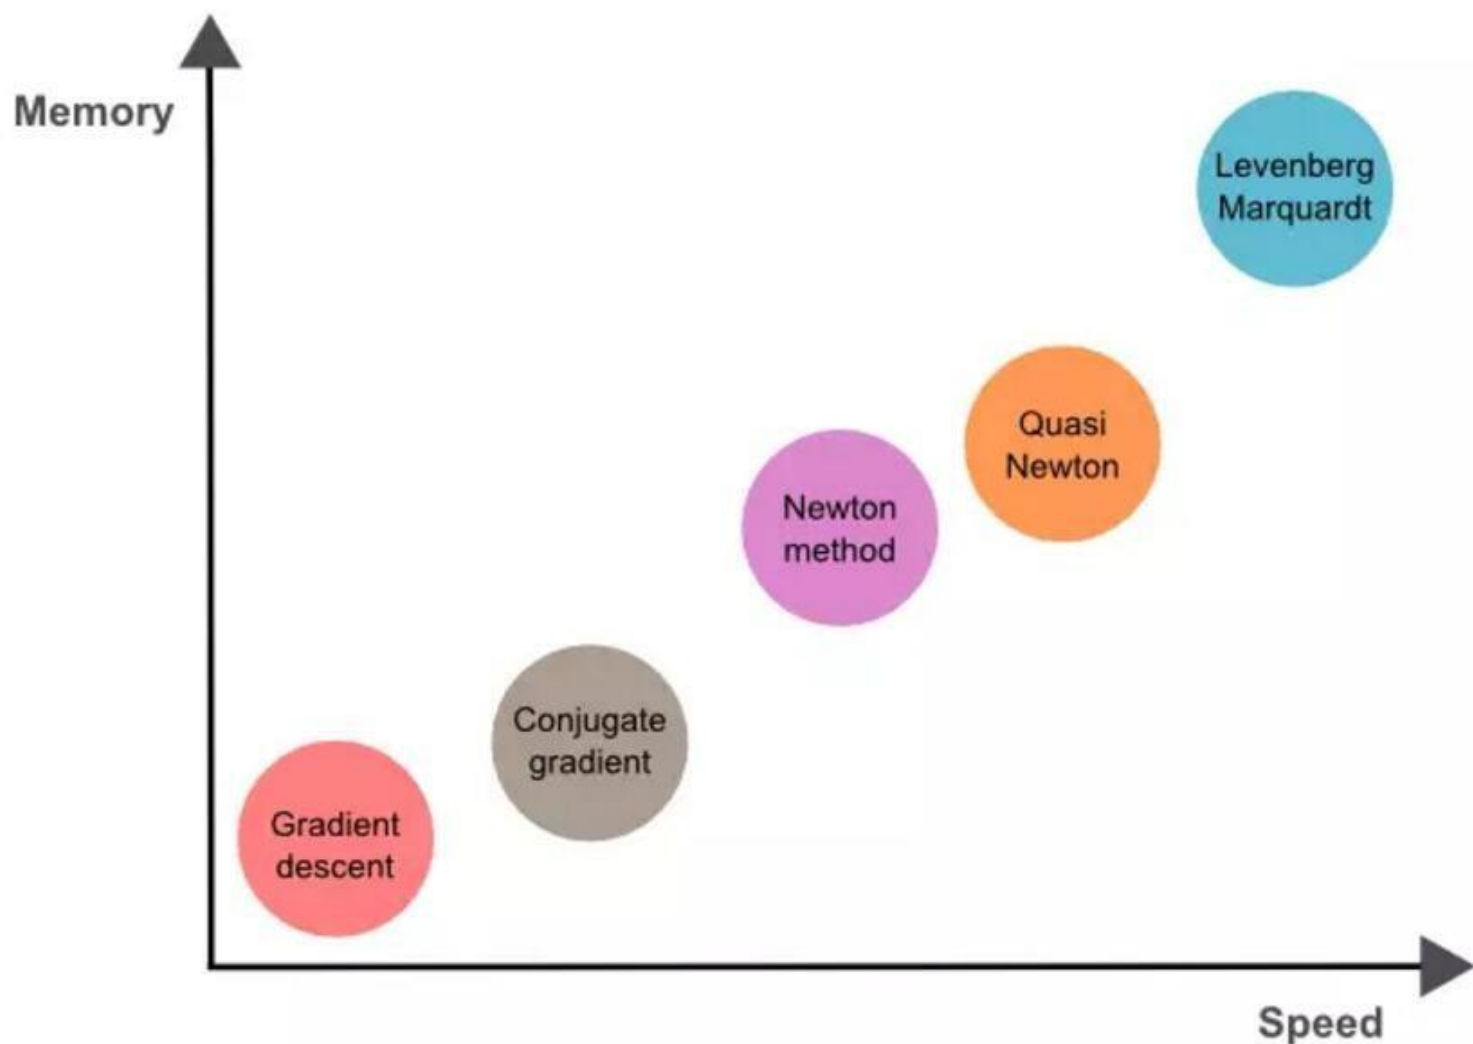 Memory
Levenberg
Marquardt
Quasi
Newton
Newton
method
Conjugate
gradient
Gradient
descent
Speed